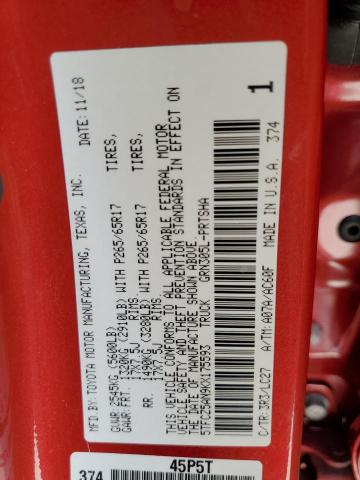 MFD. BY: TOYOTA MOTOR MANUFACTURING, TEXAS, INC.
DATE: 11/18
GVWR 2545KG (5600LB)
GAWR: FRT. 1320KG (2910LB) WITH P265/65R17 TIRES,
17X7.5J RIMS
RR. 1490KG (3280LB) WITH P265/65R17 TIRES,
17X7.5J RIMS
THIS VEHICLE CONFORMS TO ALL APPLICABLE FEDERAL MOTOR
VEHICLE SAFETY AND THEFT PREVENTION STANDARDS IN EFFECT ON
THE DATE OF MANUFACTURE SHOWN ABOVE.
TRUCK GRN305L-PRTSHA
C/TR: 3R3/LC27 A/TM: A07A/AC60F MADE IN U.S.A. 374
1
45P5T
374